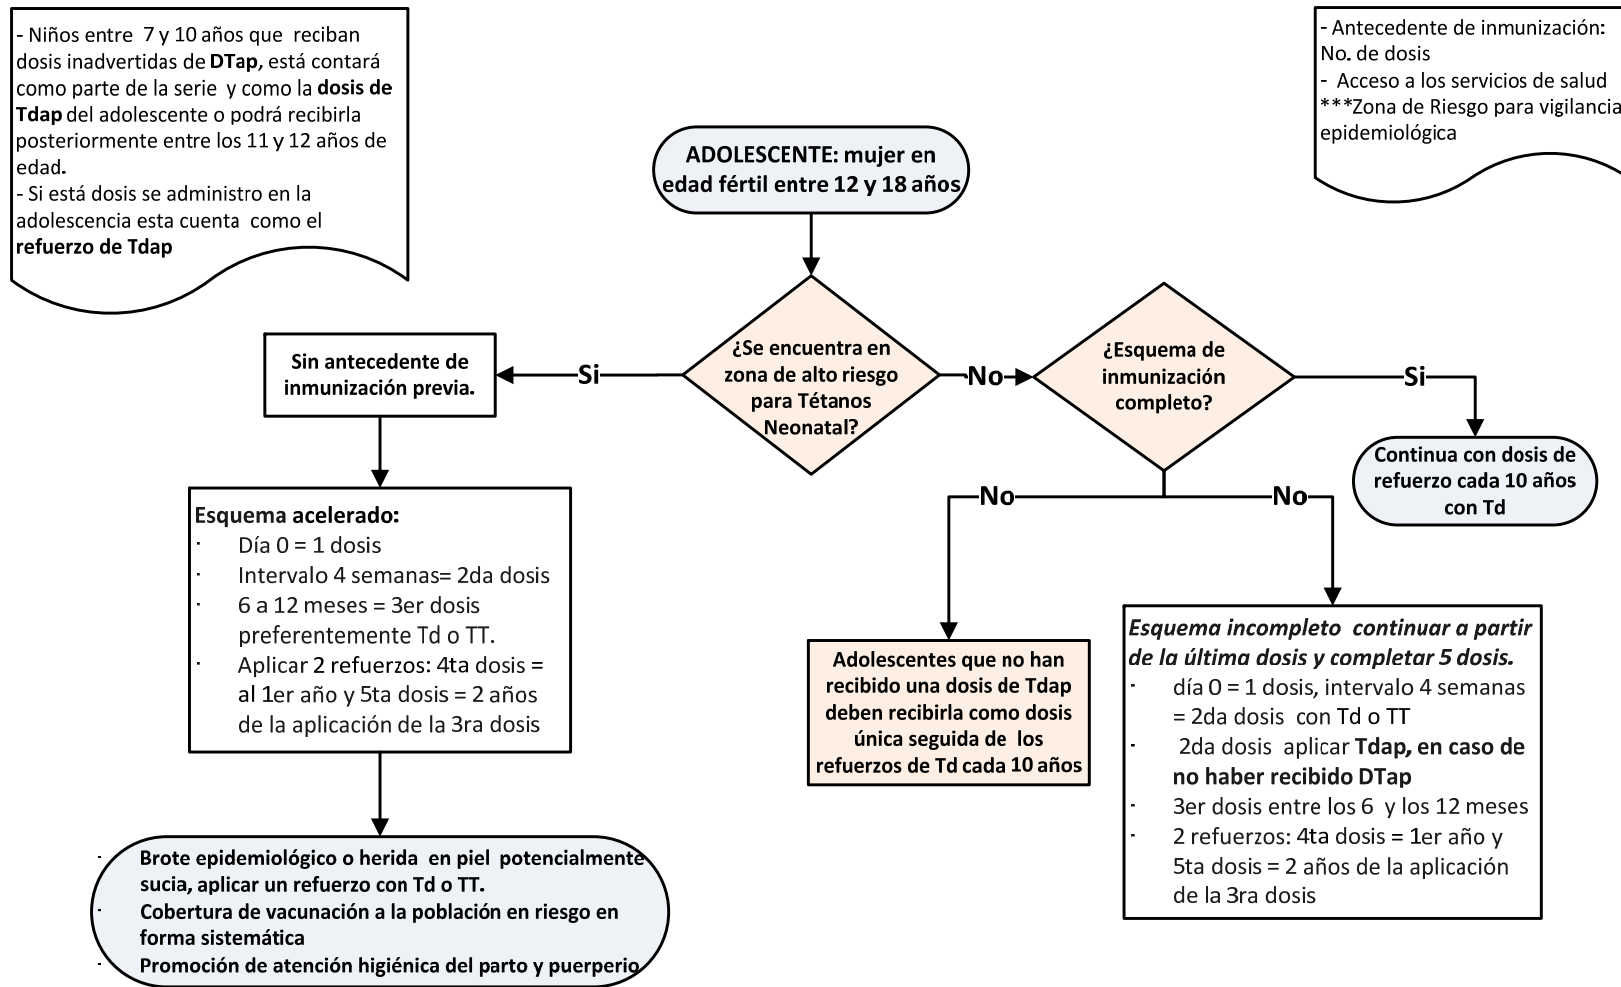 - Niños entre 7 y 10 años que reciban
dosis inadvertidas de DTap, está contará
como parte de la serie y como la dosis de
Tdap del adolescente o podrá recibirla
posteriormente entre los 11 y 12 años de
edad.
- Si está dosis se administro en la
adolescencia esta cuenta como el
refuerzo de Tdap
- Antecedente de inmunización:
No. de dosis
- Acceso a los servicios de salud
***Zona de Riesgo para vigilancia
epidemiológica
ADOLESCENTE: mujer en
edad fértil entre 12 y 18 años
¿Se encuentra en
zona de alto riesgo
para Tétanos
Neonatal?
Si
No
Sin antecedente de
inmunización previa.
¿Esquema de
inmunización
completo?
Si
Continua con dosis de
refuerzo cada 10 años
con Td
No
No
Esquema acelerado:
· Día 0 = 1 dosis
· Intervalo 4 semanas= 2da dosis
· 6 a 12 meses = 3er dosis
preferentemente Td o TT.
· Aplicar 2 refuerzos: 4ta dosis =
al 1er año y 5ta dosis = 2 años
de la aplicación de la 3ra dosis
Adolescentes que no han
recibido una dosis de Tdap
deben recibirla como dosis
única seguida de los
refuerzos de Td cada 10 años
Esquema incompleto continuar a partir
de la última dosis y completar 5 dosis.
· día 0 = 1 dosis, intervalo 4 semanas
= 2da dosis con Td o TT
· 2da dosis aplicar Tdap, en caso de
no haber recibido DTap
· 3er dosis entre los 6 y los 12 meses
· 2 refuerzos: 4ta dosis = 1er año y
5ta dosis = 2 años de la aplicación
de la 3ra dosis
· Brote epidemiológico o herida en piel potencialmente
sucia, aplicar un refuerzo con Td o TT.
· Cobertura de vacunación a la población en riesgo en
forma sistemática
· Promoción de atención higiénica del parto y puerperio